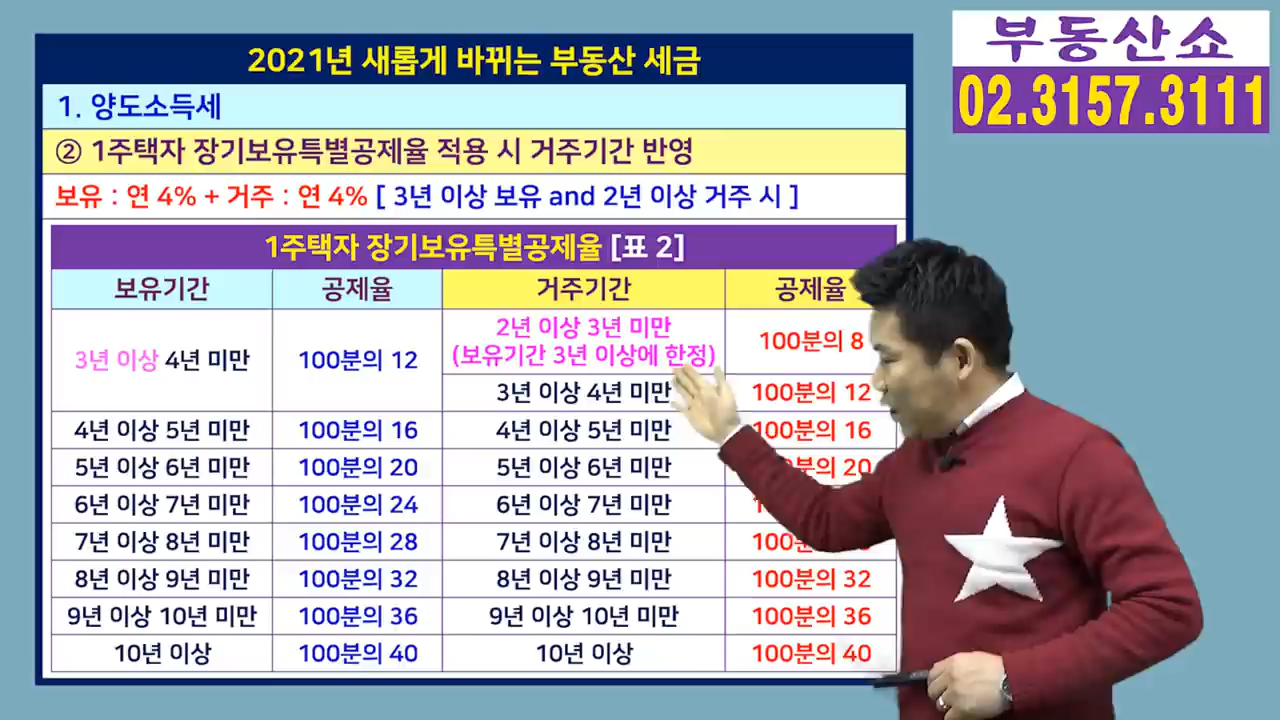 부동산쇼
02.3157.3111
2021년 새롭게 바뀌는 부동산 세금
1. 양도소득세
② 1주택자 장기보유특별공제율 적용 시 거주기간 반영
보유 : 연 4% + 거주 : 연 4% [ 3년 이상 보유 and 2년 이상 거주 시 ]
1주택자 장기보유특별공제율 [표 2]
보유기간 공제율 거주기간 공제율
3년 이상 4년 미만 100분의 12
2년 이상 3년 미만
(보유기간 3년 이상에 한정)
100분의 8
3년 이상 4년 미만 100분의 12
4년 이상 5년 미만 100분의 16 4년 이상 5년 미만 100분의 16
5년 이상 6년 미만 100분의 20 5년 이상 6년 미만 20
6년 이상 7년 미만 100분의 24 6년 이상 7년 미만
7년 이상 8년 미만 100분의 28 7년 이상 8년 미만 100분의
8년 이상 9년 미만 100분의 32 8년 이상 9년 미만 100분의 32
9년 이상 10년 미만 100분의 36 9년 이상 10년 미만 100분의 36
10년 이상 100분의 40 10년 이상 100분의 40